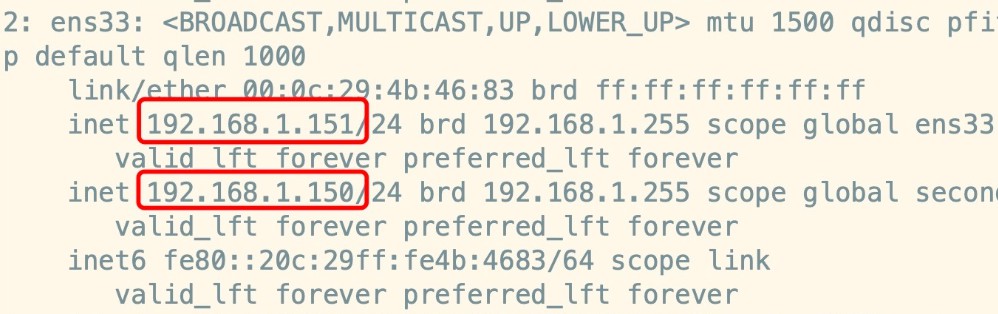 2: ens33: <BROADCAST,MULTICAST,UP,LOWER_UP> mtu 1500 qdisc
p default qlen 1000
link/ether 00:0c:29:4b:46:83 brd ff:ff:ff:ff:ff:ff
inet 192.168.1.151/24 brd 192.168.1.255 scope global ens33
valid_lft forever preferred_lft forever
inet 192.168.1.150/24 brd 192.168.1.255 scope global
valid_lft forever preferred_lft forever
inet6 fe80::20c:29ff:fe4b:4683/64 scope link
valid_lft forever preferred_lft forever